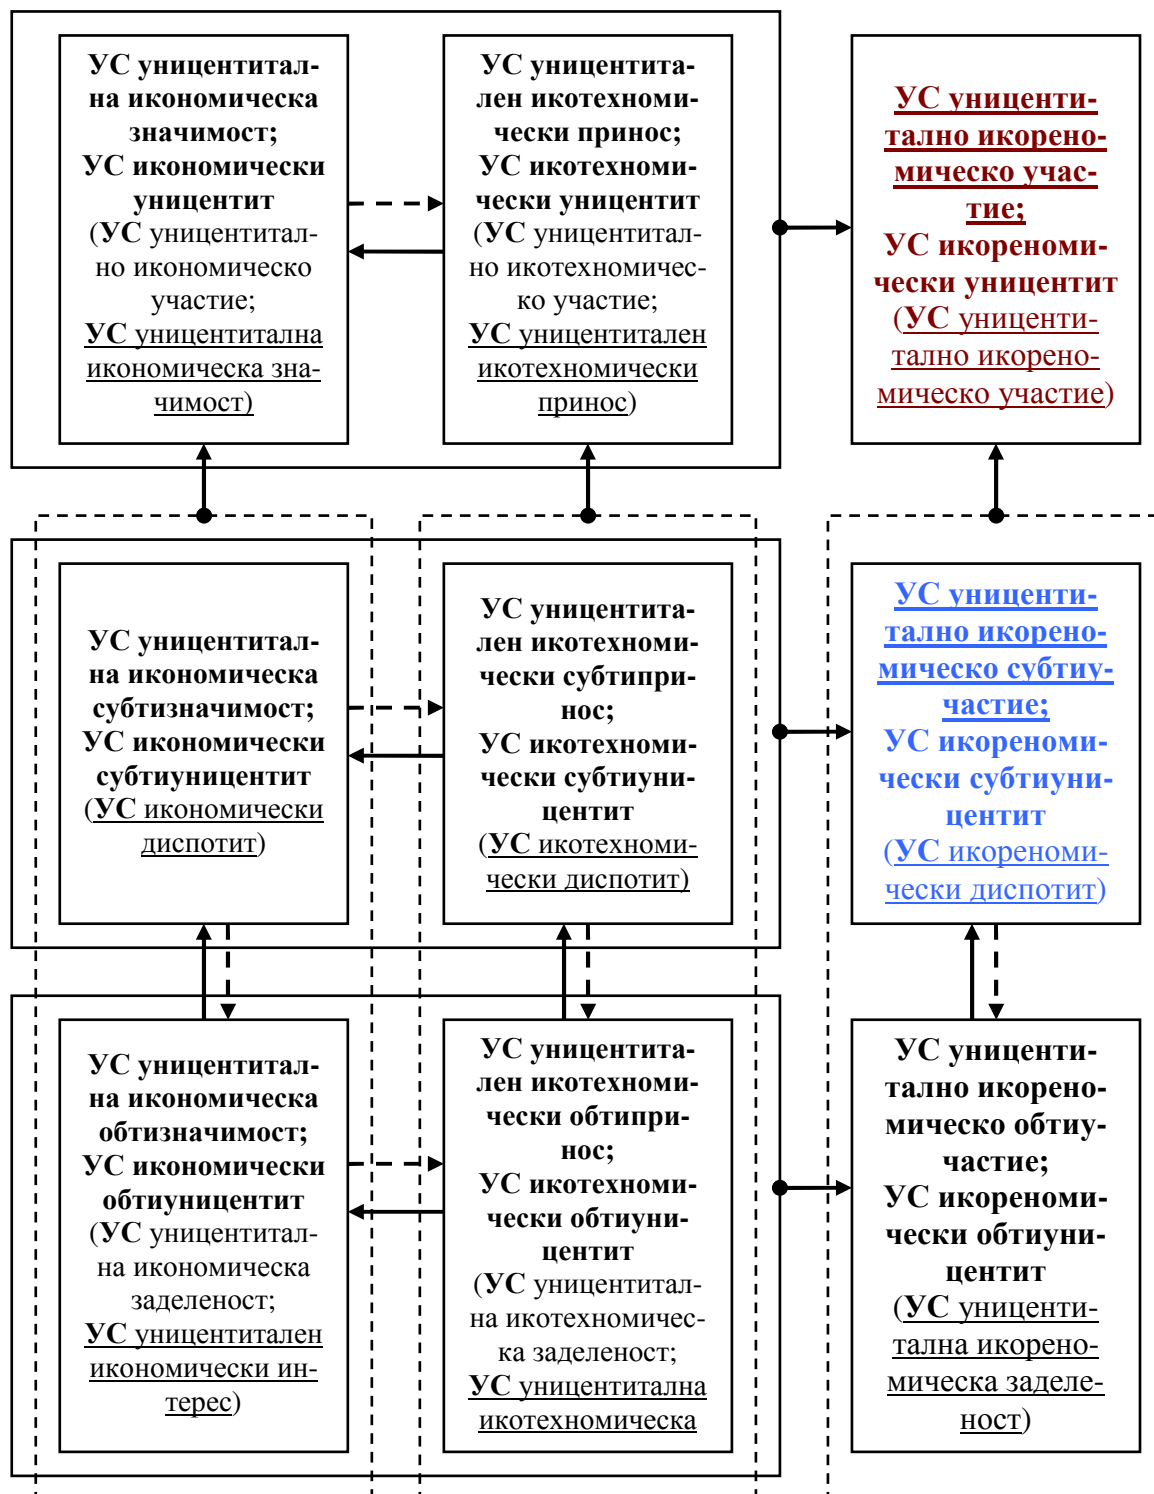 УС уницентитал-
на икономическа
значимост;
УС икономически
уницентит
(УС уницентитал-
но икономическо
участие;
УС уницентитална
икономическа зна-
чимост)
УС уницентита-
лен икотехноми-
чески принос;
УС икотехноми-
чески уницентит
(УС уницентитал-
но икотехномичес-
ко участие;
УС уницентитален
икотехномически
принос)
УС униценти-
тално икорено-
мическо учас-
тие;
УС икореноми-
чески уницентит
(УС униценти-
тално икорено-
мическо участие)
УС уницентитал-
на икономическа
субтизначимост;
УС икономически
субтиуницентит
(УС икономически
диспотит)
УС уницентита-
лен икотехноми-
чески субтипри-
нос;
УС икотехноми-
чески субтиуни-
центит
(УС икотехноми-
чески диспотит)
УС униценти-
тално икорено-
мическо субтиу-
частие;
УС икореноми-
чески субтиуни-
центит
(УС икореноми-
чески диспотит)
УС уницентитал-
на икономическа
обтизначимост;
УС икономически
обтиуницентит
(УС уницентитал-
на икономическа
заделеност;
УС уницентитален
икономически ин-
терес)
УС уницентита-
лен икотехноми-
чески обтипри-
нос;
УС икотехноми-
чески обтиуни-
центит
(УС уницентитал-
на икотехномичес-
ка заделеност;
УС уницентитална
икотехномическа
УС униценти-
тално икорено-
мическо обтиу-
частие;
УС икореноми-
чески обтиуни-
центит
(УС униценти-
тална икорено-
мическа заделе-
ност)